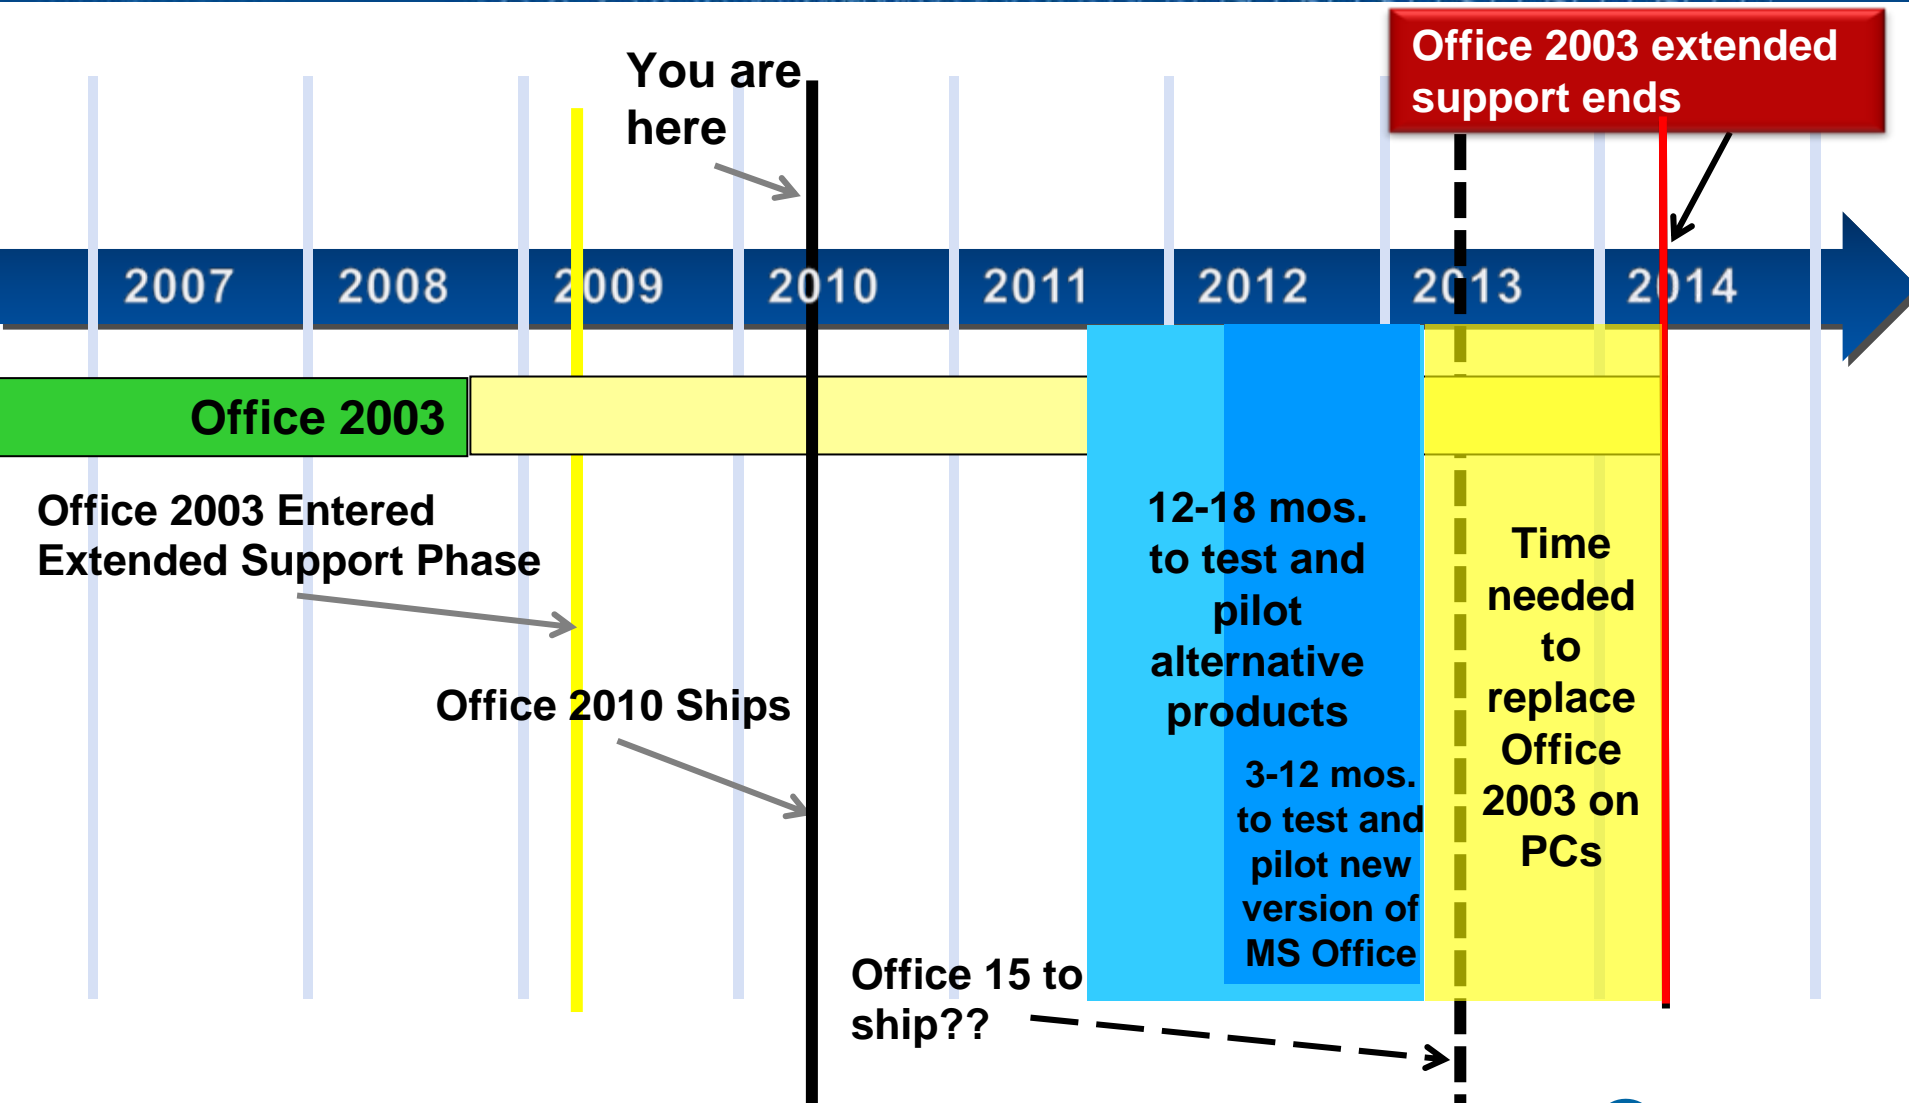 You are
here
Office 2003 extended
support ends
2007 2008 2009 2010 2011 2012 2013 2014
Office 2003
Office 2003 Entered
Extended Support Phase
Office 2010 Ships
12-18 mos.
to test and
pilot
alternative
products
3-12 mos.
to test and
pilot new
version of
MS Office
Time
needed
to
replace
Office
2003 on
PCs
Office 15 to
ship??